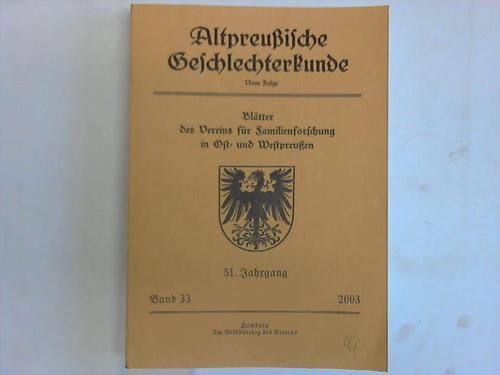 Altpreußische
Geschlechterkunde
Neue Folge
Blätter
des Vereins für Familienforschung
in Ost- und Westpreußen
51. Jahrgang
Band 33 2003
Hamburg
Im Selbstverlag des Vereins